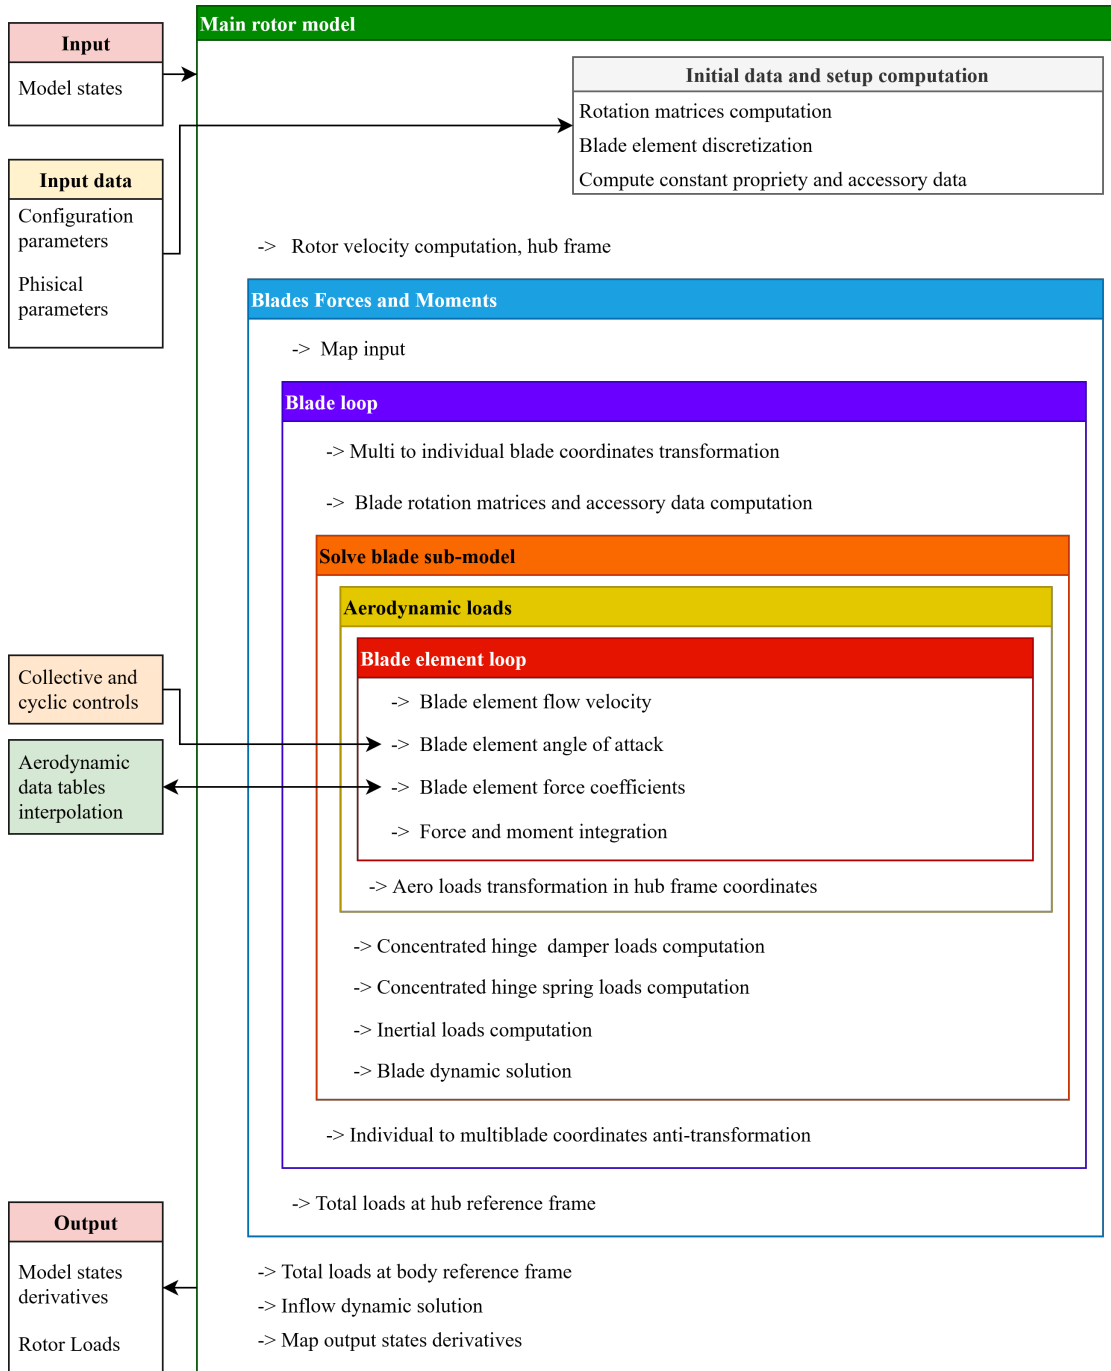 Main rotor model
Input
Model states
Initial data and setup computation
Rotation matrices computation
Blade element discretization
Compute constant propriety and accessory data
Input data
Configuration
parameters
Phisical
parameters
-> Rotor velocity computation, hub frame
Blades Forces and Moments
-> Map input
Blade loop
-> Multi to individual blade coordinates transformation
-> Blade rotation matrices and accessory data computation
Solve blade sub-model
Aerodynamic loads
Blade element loop
Collective and
cyclic controls
-> Blade element flow velocity
-> Blade element angle of attack
Aerodynamic
data tables
interpolation
-> Blade element force coefficients
-> Force and moment integration
-> Aero loads transformation in hub frame coordinates
-> Concentrated hinge damper loads computation
-> Concentrated hinge spring loads computation
-> Inertial loads computation
-> Blade dynamic solution
-> Individual to multiblade coordinates anti-transformation
-> Total loads at hub reference frame
Output
Model states
derivatives
Rotor Loads
-> Total loads at body reference frame
-> Inflow dynamic solution
-> Map output states derivatives